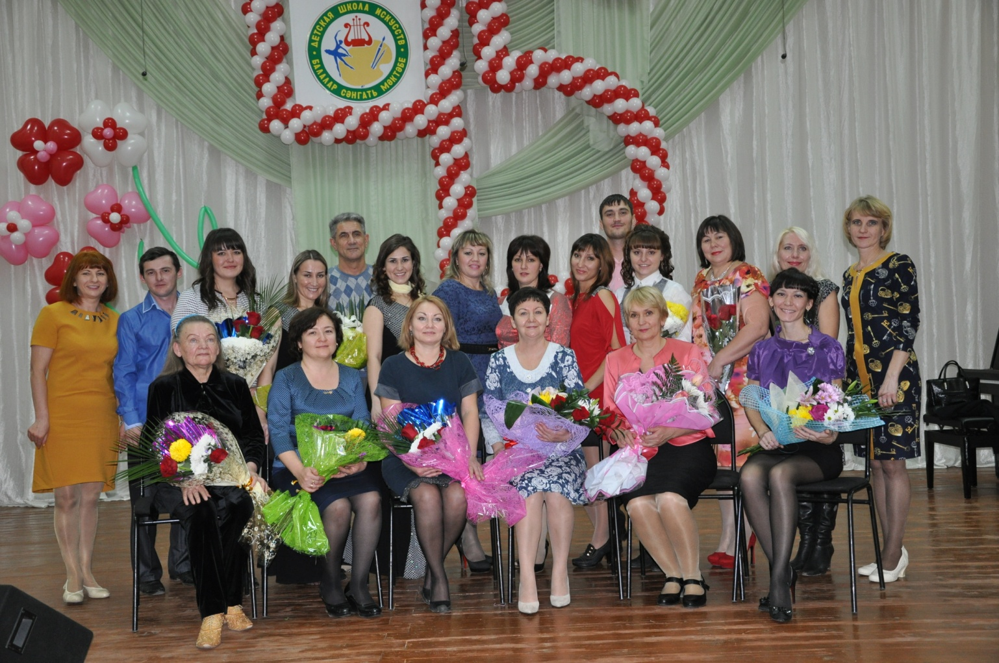 ДЕТСКАЯ ШКОЛА ИСКУССТВ
БАЛАЛАР СӘНГАТЬ МӘКТӘБЕ